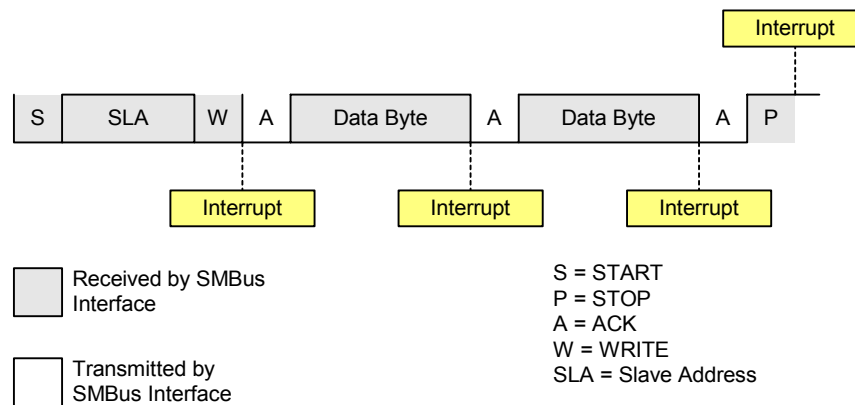 Interrupt
S SLA W A Data Byte A Data Byte A P
Interrupt Interrupt Interrupt
Received by SMBus
Interface
Transmitted by
SMBus Interface
S = START
P = STOP
A = ACK
W = WRITE
SLA = Slave Address